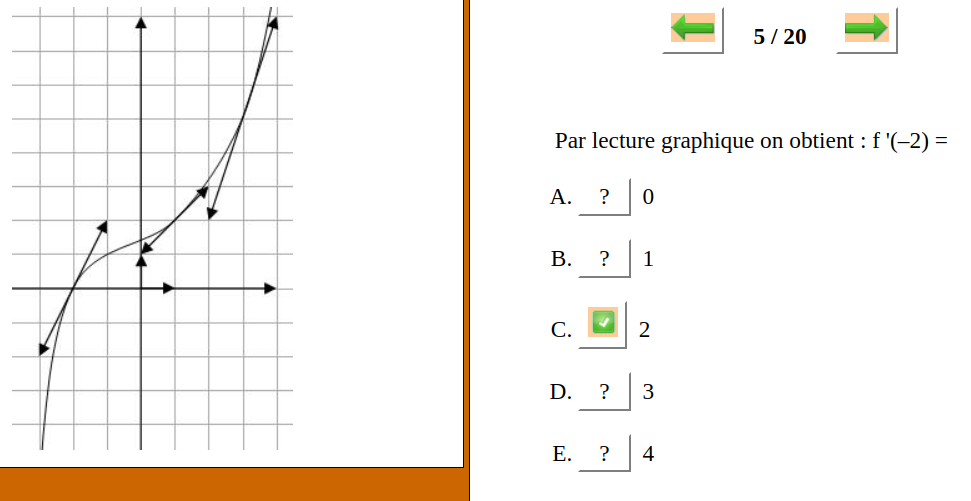 5 / 20
Par lecture graphique on obtient : f '(–2) =
A. ? 0
B. ? 1
C. 2
D. ? 3
E. ? 4